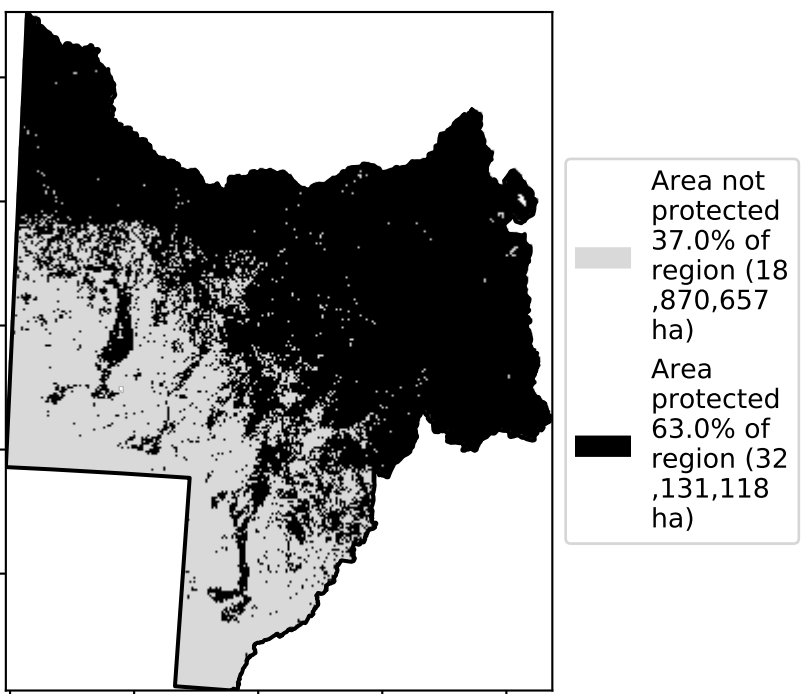 Area not
protected
37.0% of
region (18
,870,657
ha)
Area
protected
63.0% of
region (32
,131,118
ha)